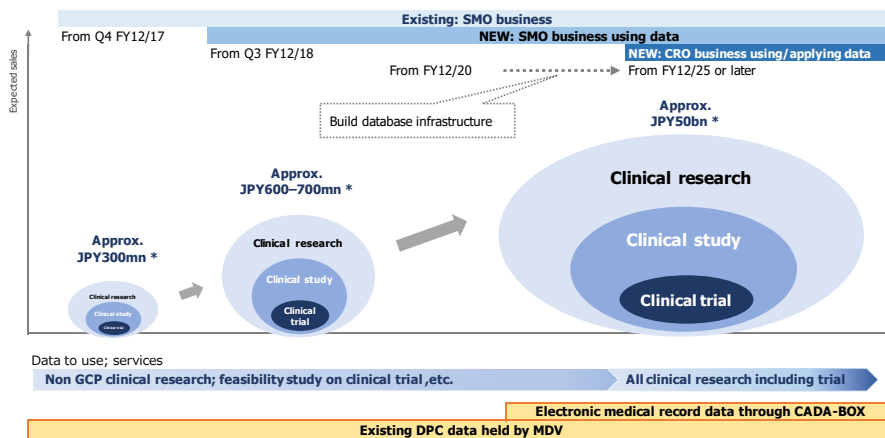 Existing: SMO business
From Q4 FY12/17
NEW: SMO business using data
From Q3 FY12/18
NEW: CRO business using/applying data
From FY12/20
From FY12/25 or later
Expected sales
Build database infrastructure
Approx.
JPY50bn *
Approx.
JPY600–700mn *
Approx.
JPY300mn *
Clinical research
Clinical study
Clinical trial
Clinical research
Clinical study
Clinical
trial
Clinical research
Clinical study
Clinical trial
Data to use; services
Non GCP clinical research; feasibility study on clinical trial ,etc.
All clinical research including trial
Electronic medical record data through CADA-BOX
Existing DPC data held by MDV